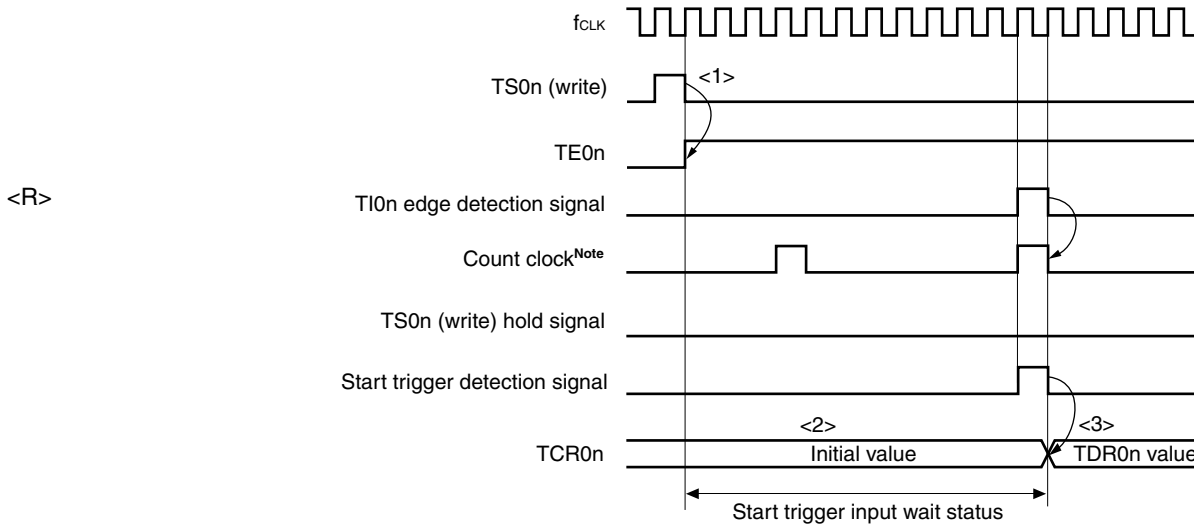 fCLK
TS0n (write)
<1>
TE0n
<R>
TI0n edge detection signal
Count clockNote
TS0n (write) hold signal
Start trigger detection signal
<2>
<3>
TCR0n
Initial value
TDR0n value
Start trigger input wait status